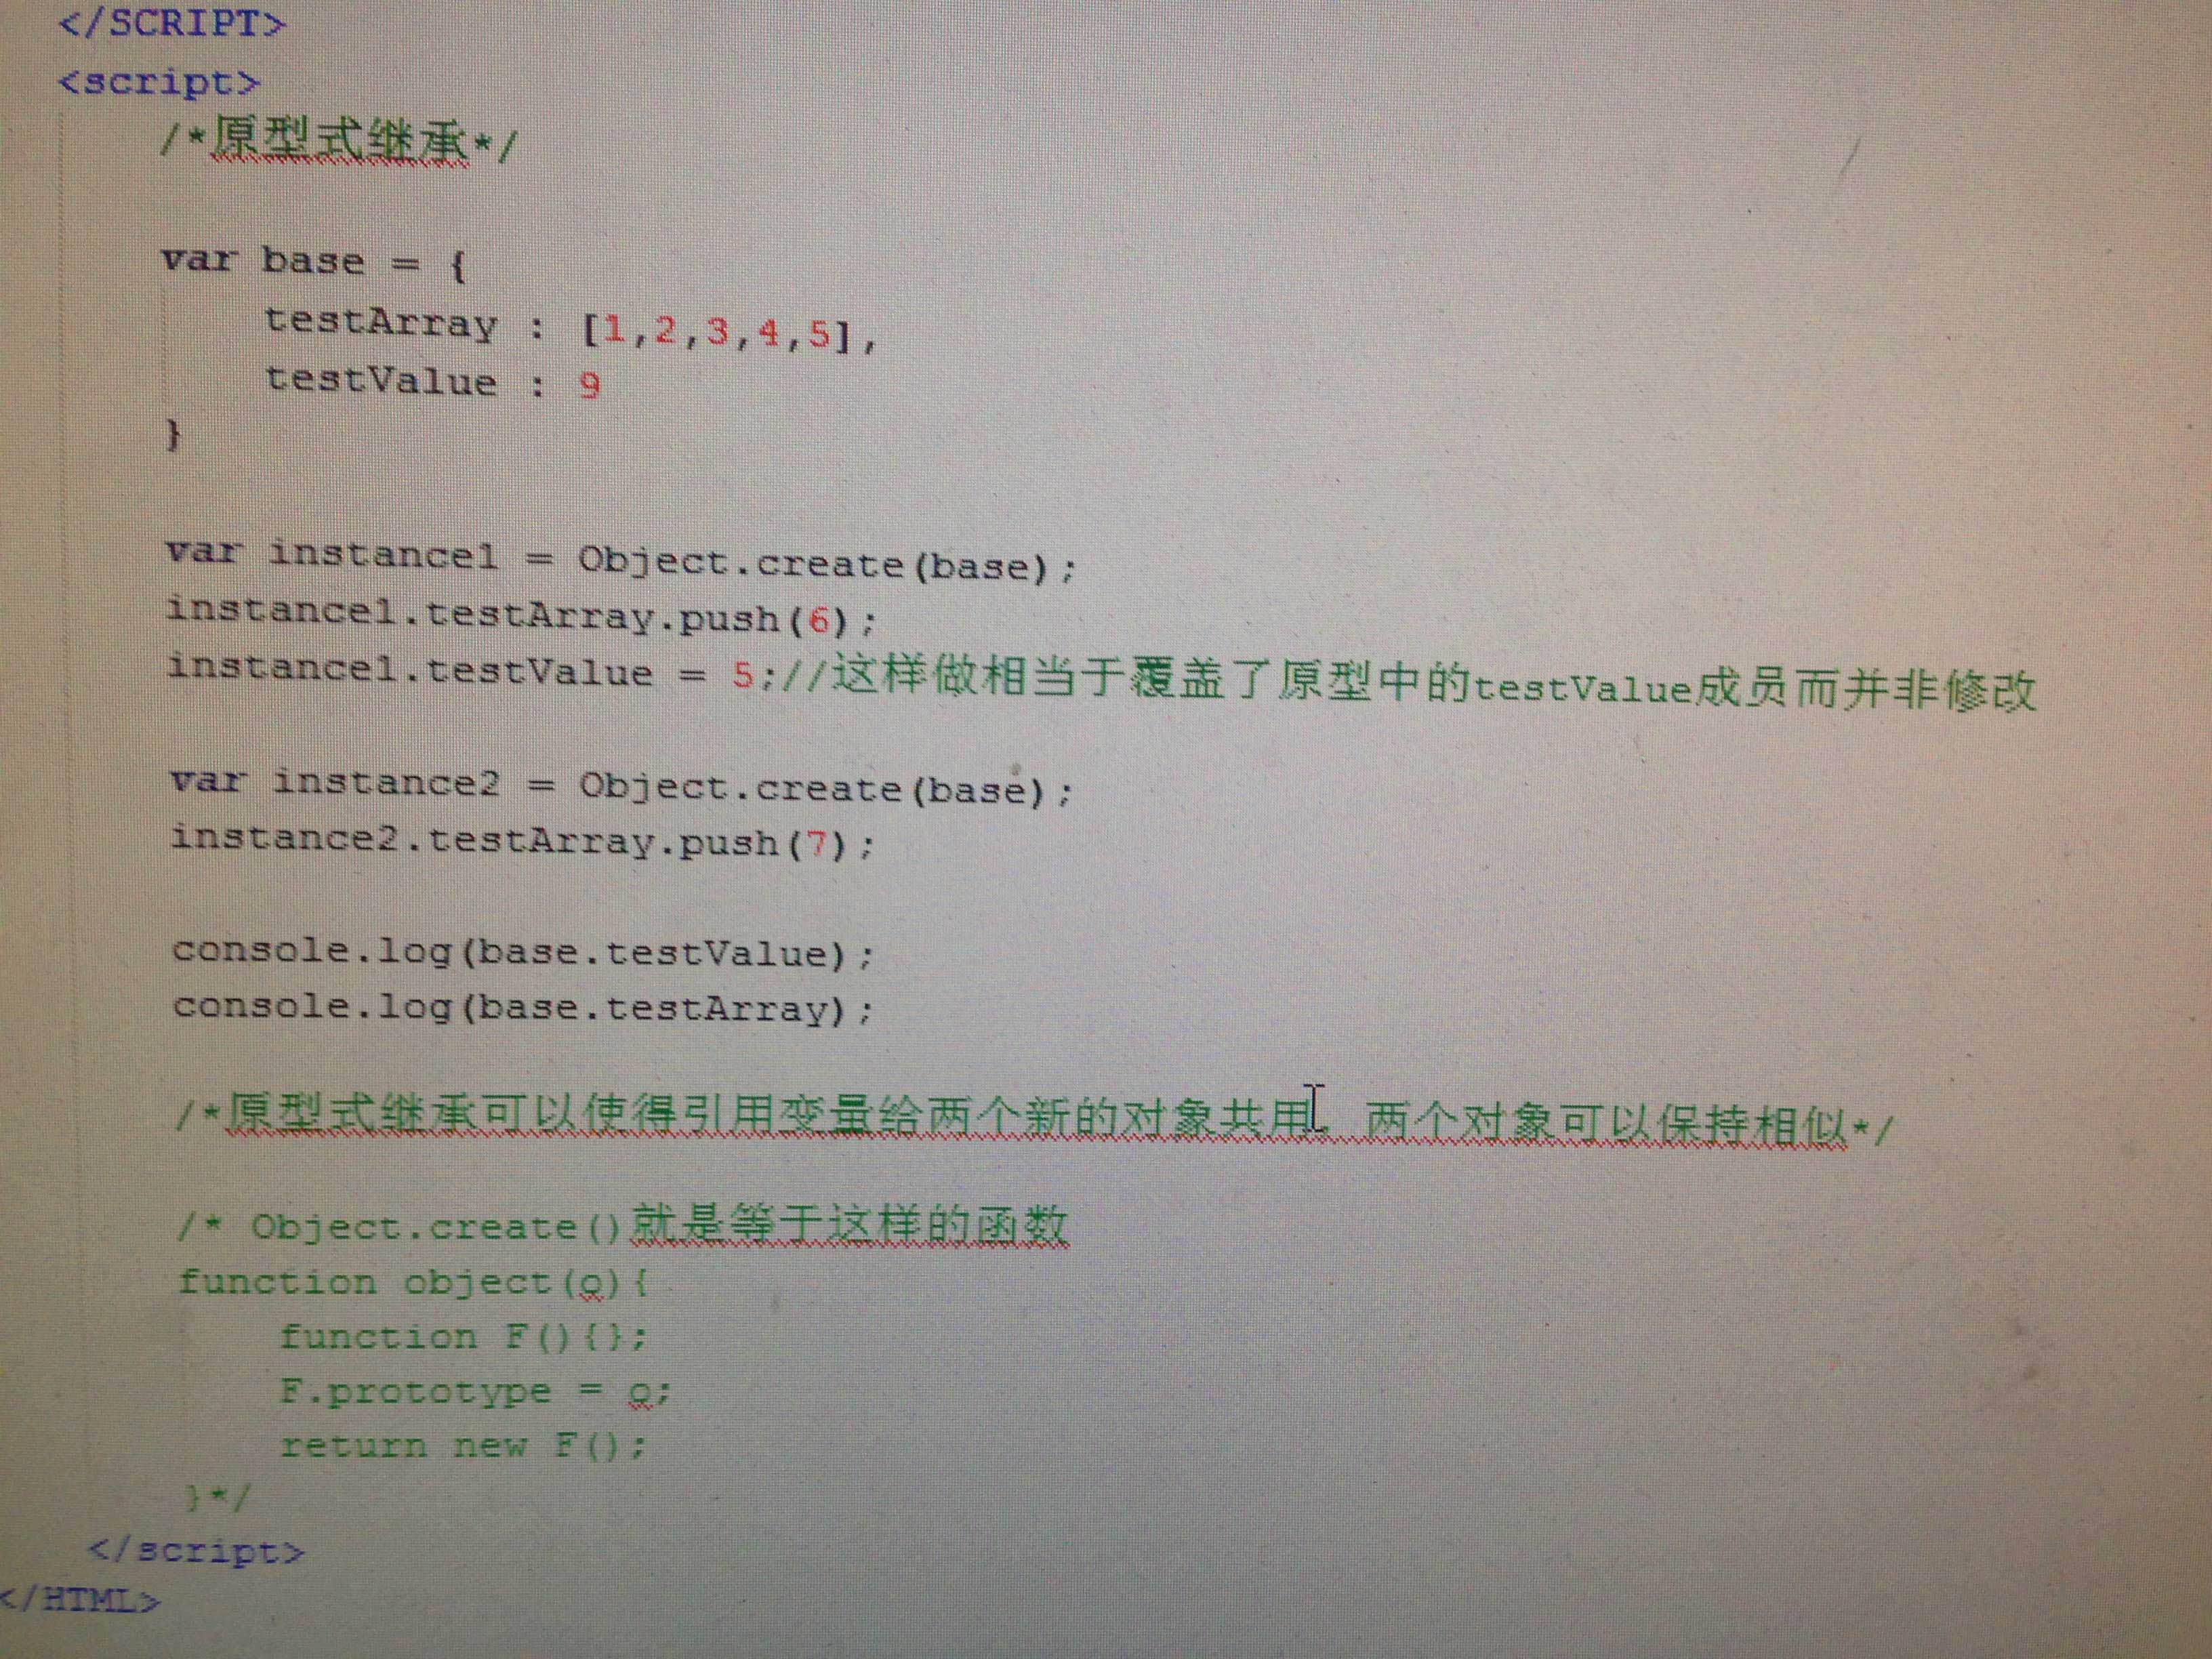 </SCRIPT>
<script>
/*原型式继承*/
var base = {
testArray : [1,2,3,4,5],
testValue : 9
}
var instance1 = Object.create(base);
instance1.testArray.push(6);
instance1.testValue = 5;//这样做相当于覆盖了原型中的testValue成员而并非修改
var instance2 = Object.create(base);
instance2.testArray.push(7);
console.log(base.testValue);
console.log(base.testArray);
/*原型式继承可以使得引用变量给两个新的对象共用 两个对象可以保持相似*/
/* Object.create()就是等于这样的函数
function object(o){
function F(){};
F.prototype = o;
return new F();
}*/
</script>
</HTML>